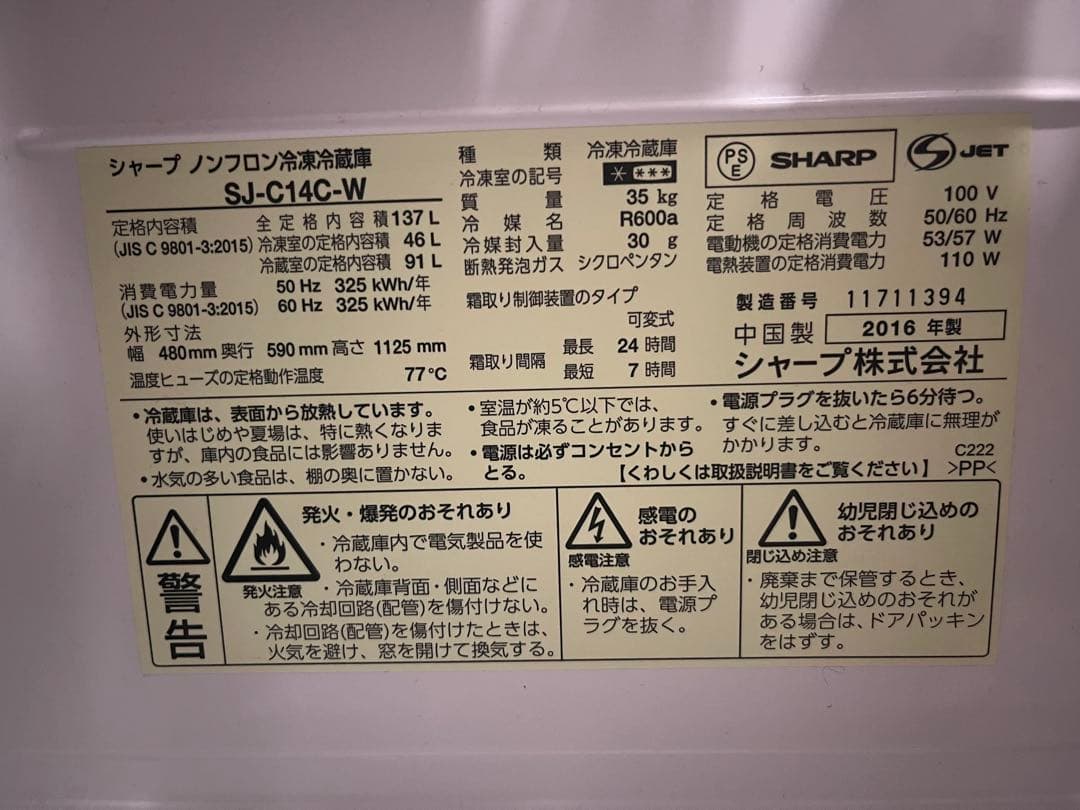 シャープ ノンフロン冷凍冷蔵庫
SJ-C14C-W
定格内容積
(JIS C 9801-3:2015)
全定格内容積 137 L
冷凍室の定格内容積 46 L
冷蔵室の定格内容積 91 L
消費電力量
(JIS C 9801-3:2015)
50 Hz 325 kWh/年
60 Hz 325 kWh/年
外形寸法
幅 480mm 奥行 590mm 高さ 1125 mm
温度ヒューズの定格動作温度 77℃
種類 冷凍冷蔵庫
冷凍室の記号 * ***
質量 35 kg
冷媒名 R600a
冷媒封入量 30 g
断熱発泡ガス シクロペンタン
霜取り制御装置のタイプ
可変式
霜取り間隔
最長 24 時間
最短 7 時間
PS
E
SHARP
S JET
定格電圧 100 V
定格周波数 50/60 Hz
電動機の定格消費電力 53/57 W
電熱装置の定格消費電力 110 W
製造番号 11711394
中国製 2016 年製
シャープ株式会社
・冷蔵庫は、表面から放熱しています。
使いはじめや夏場は、特に熱くなりま
すが、庫内の食品には影響ありません。
・水気の多い食品は、棚の奥に置かない。
・室温が約5℃以下では、
食品が凍ることがあります。
・電源は必ずコンセントから
とる。
・電源プラグを抜いたら6分待つ。
すぐに差し込むと冷蔵庫に無理が
かかります。
【くわしくは取扱説明書をご覧ください】
C222
>PP<
警告
発火注意
発火・爆発のおそれあり
・冷蔵庫内で電気製品を使
わない。
・冷蔵庫背面・側面などに
ある冷却回路(配管)を傷付けない。
・冷却回路(配管)を傷付けたときは、
火気を避け、窓を開けて換気する。
感電注意
感電の
おそれあり
・冷蔵庫のお手入
れ時は、電源プ
ラグを抜く。
閉じ込め注意
幼児閉じ込めの
おそれあり
・廃棄まで保管するとき、
幼児閉じ込めのおそれが
ある場合は、ドアパッキン
をはずす。